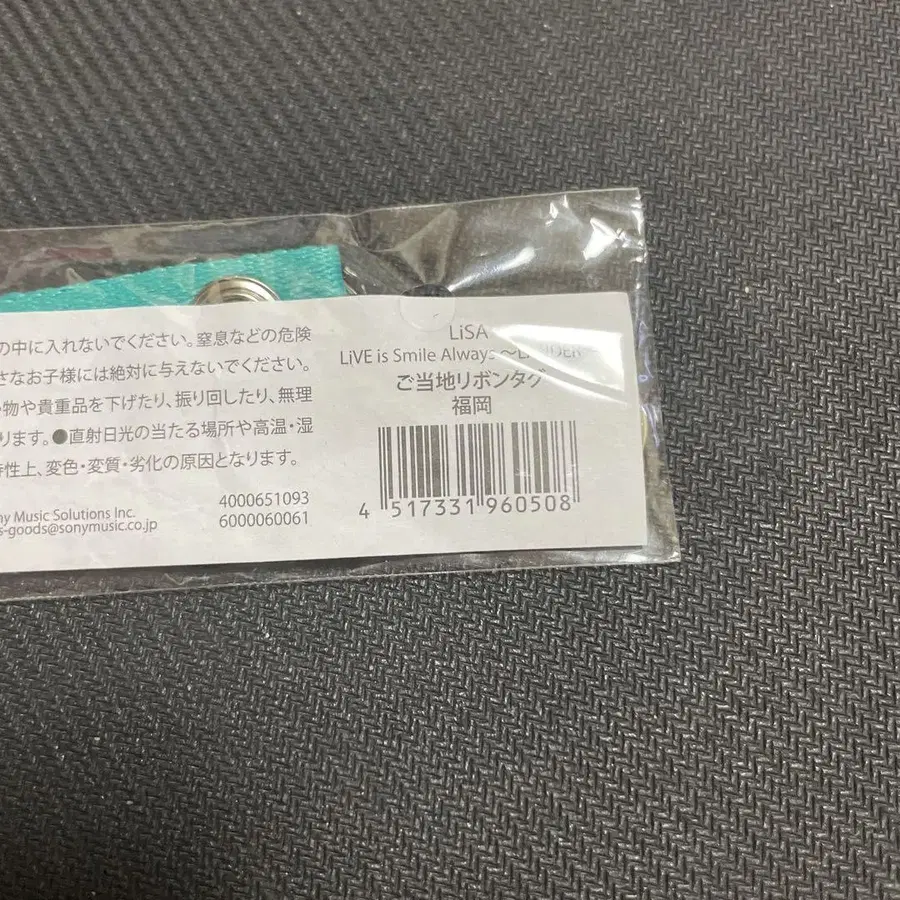 の中に入れないでください。窒息などの危険
さなお子様には絶対に与えないでください。
物や貴重品を下げたり、振り回したり、無理
ります。●直射日光の当たる場所や高温・湿
特性上、変色・変質・劣化の原因となります。
ny Music Solutions Inc.
s-goods@sonymusic.co.jp
4000651093
6000060061
LiSA
LiVE is Smile Always
ご当地リボンタグ
福岡
4 517331 960508